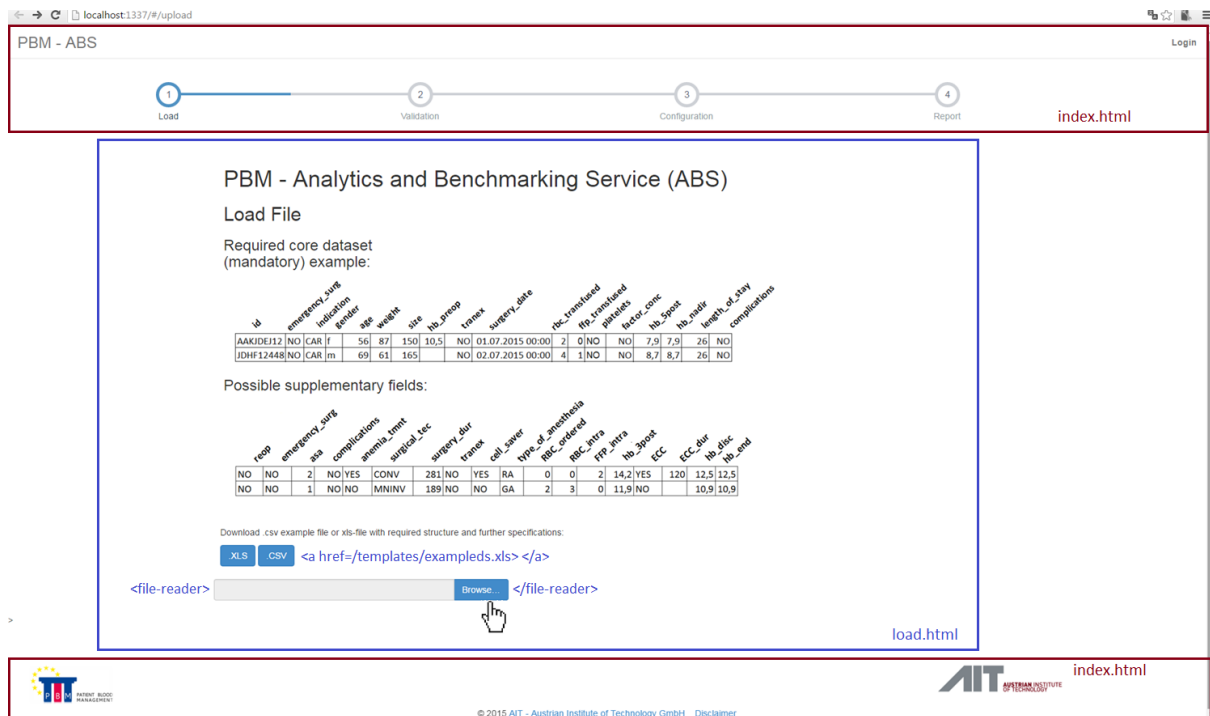 localhost:1337/#/upload
PBM - ABS
Login
1 2 3 4
Load Validation Configuration Report
index.html
PBM - Analytics and Benchmarking Service (ABS)
Load File
Required core dataset
(mandatory) example:
id emergency_surg indication gender age weight size hb_preop tranex surgery_date rbc_transfused ffp_transfused platelets factor_conc hb_5post hb_nadir length_of_stay complications
AAKJDEJ12 NO CAR f 56 87 150 10,5 NO 01.07.2015 00:00 2 0 NO NO 7,9 7,9 26 NO
JDHF12448 NO CAR m 69 61 165 NO 02.07.2015 00:00 4 1 NO NO 8,7 8,7 26 NO
Possible supplementary fields:
reop emergency_surg asa complications anemia_tmnt surgical_tec surgery_dur tranex cell_saver type_of_anesthesia RBC_ordered RBC_intra FFP_intra hb_3post ECC ECC_dur hb_disc hb_end
NO NO 2 NO YES CONV 281 NO YES RA 0 0 2 14,2 YES 120 12,5 12,5
NO NO 1 NO NO MNINV 189 NO NO GA 2 3 0 11,9 NO 10,9 10,9
Download .csv example file or xls-file with required structure and further specifications:
.XLS .CSV <a href=/templates/exampleds.xls> </a>
<file-reader> Browse... </file-reader>
>
load.html
index.html
PBM PATIENT BLOOD
MANAGEMENT
AIT AUSTRIAN INSTITUTE
OF TECHNOLOGY
© 2015 AIT - Austrian Institute of Technology GmbH Disclaimer